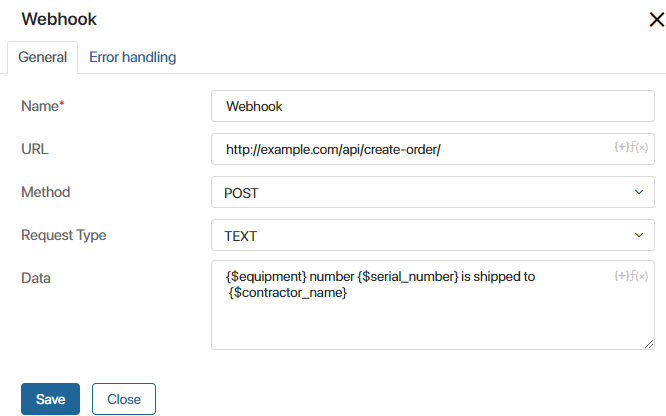 Webhook
General Error handling
Name* Webhook
URL http://example.com/api/create-order/ {+}ƒ(x)
Method POST
Request Type TEXT
Data {$equipment} number {$serial_number} is shipped to {+}ƒ(x)
{$contractor_name}
Save Close